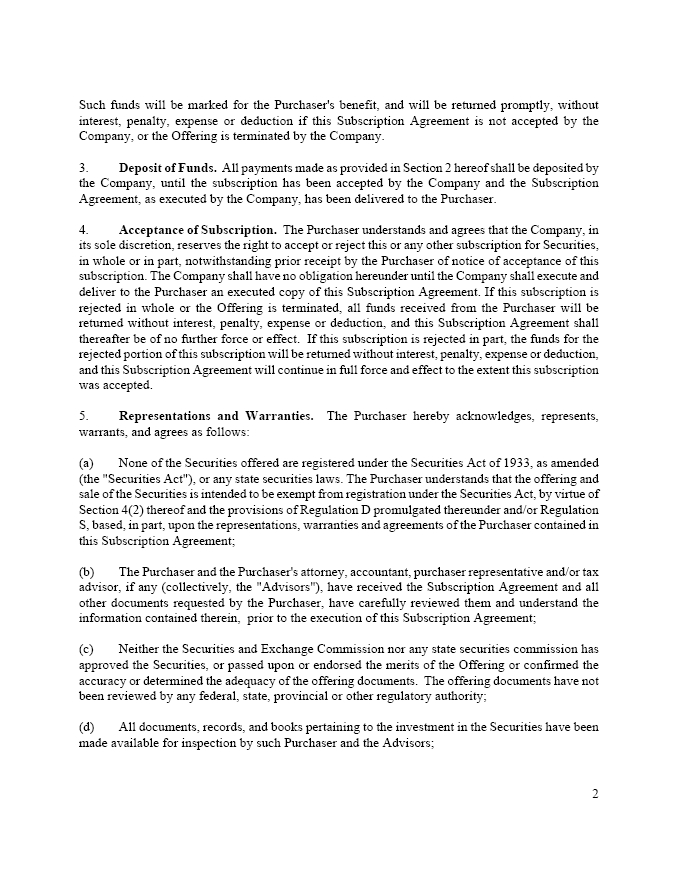 Such funds will be marked for the Purchaser's benefit, and will be returned promptly, without
interest, penalty, expense or deduction if this Subscription Agreement is not accepted by the
Company, or the Offering is terminated by the Company.
3. Deposit of Funds. All payments made as provided in Section 2 hereof shall be deposited by
the Company, until the subscription has been accepted by the Company and the Subscription
Agreement, as executed by the Company, has been delivered to the Purchaser.
4. Acceptance of Subscription. The Purchaser understands and agrees that the Company, in
its sole discretion, reserves the right to accept or reject this or any other subscription for Securities,
in whole or in part, notwithstanding prior receipt by the Purchaser of notice of acceptance of this
subscription. The Company shall have no obligation hereunder until the Company shall execute and
deliver to the Purchaser an executed copy of this Subscription Agreement. If this subscription is
rejected in whole or the Offering is terminated, all funds received from the Purchaser will be
returned without interest, penalty, expense or deduction, and this Subscription Agreement shall
thereafter be of no further force or effect. If this subscription is rejected in part, the funds for the
rejected portion of this subscription will be returned without interest, penalty, expense or deduction,
and this Subscription Agreement will continue in full force and effect to the extent this subscription
was accepted.
5. Representations and Warranties. The Purchaser hereby acknowledges, represents,
warrants, and agrees as follows:
(a) None of the Securities offered are registered under the Securities Act of 1933, as amended
(the "Securities Act"), or any state securities laws. The Purchaser understands that the offering and
sale of the Securities is intended to be exempt from registration under the Securities Act, by virtue of
Section 4(2) thereof and the provisions of Regulation D promulgated thereunder and/or Regulation
S, based, in part, upon the representations, warranties and agreements of the Purchaser contained in
this Subscription Agreement;
(b) The Purchaser and the Purchaser's attorney, accountant, purchaser representative and/or tax
advisor, if any (collectively, the "Advisors"), have received the Subscription Agreement and all
other documents requested by the Purchaser, have carefully reviewed them and understand the
information contained therein, prior to the execution of this Subscription Agreement;
(c) Neither the Securities and Exchange Commission nor any state securities commission has
approved the Securities, or passed upon or endorsed the merits of the Offering or confirmed the
accuracy or determined the adequacy of the offering documents. The offering documents have not
been reviewed by any federal, state, provincial or other regulatory authority;
(d) All documents, records, and books pertaining to the investment in the Securities have been
made available for inspection by such Purchaser and the Advisors;
2